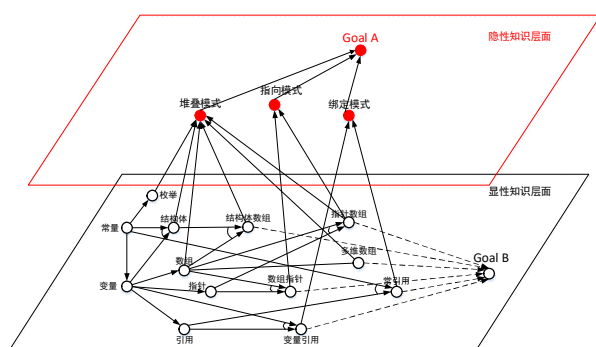 Goal A
隐性知识层面
堆叠模式
指向模式
绑定模式
显性知识层面
枚举
常量
结构体
结构体数组
指针数组
多维数组
Goal B
数组
变量
指针
数组指针
常引用
引用
变量引用